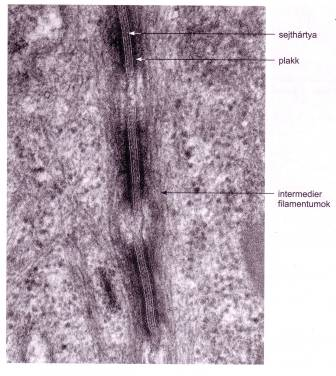 sejthártya
plakk
intermedier
filamentumok